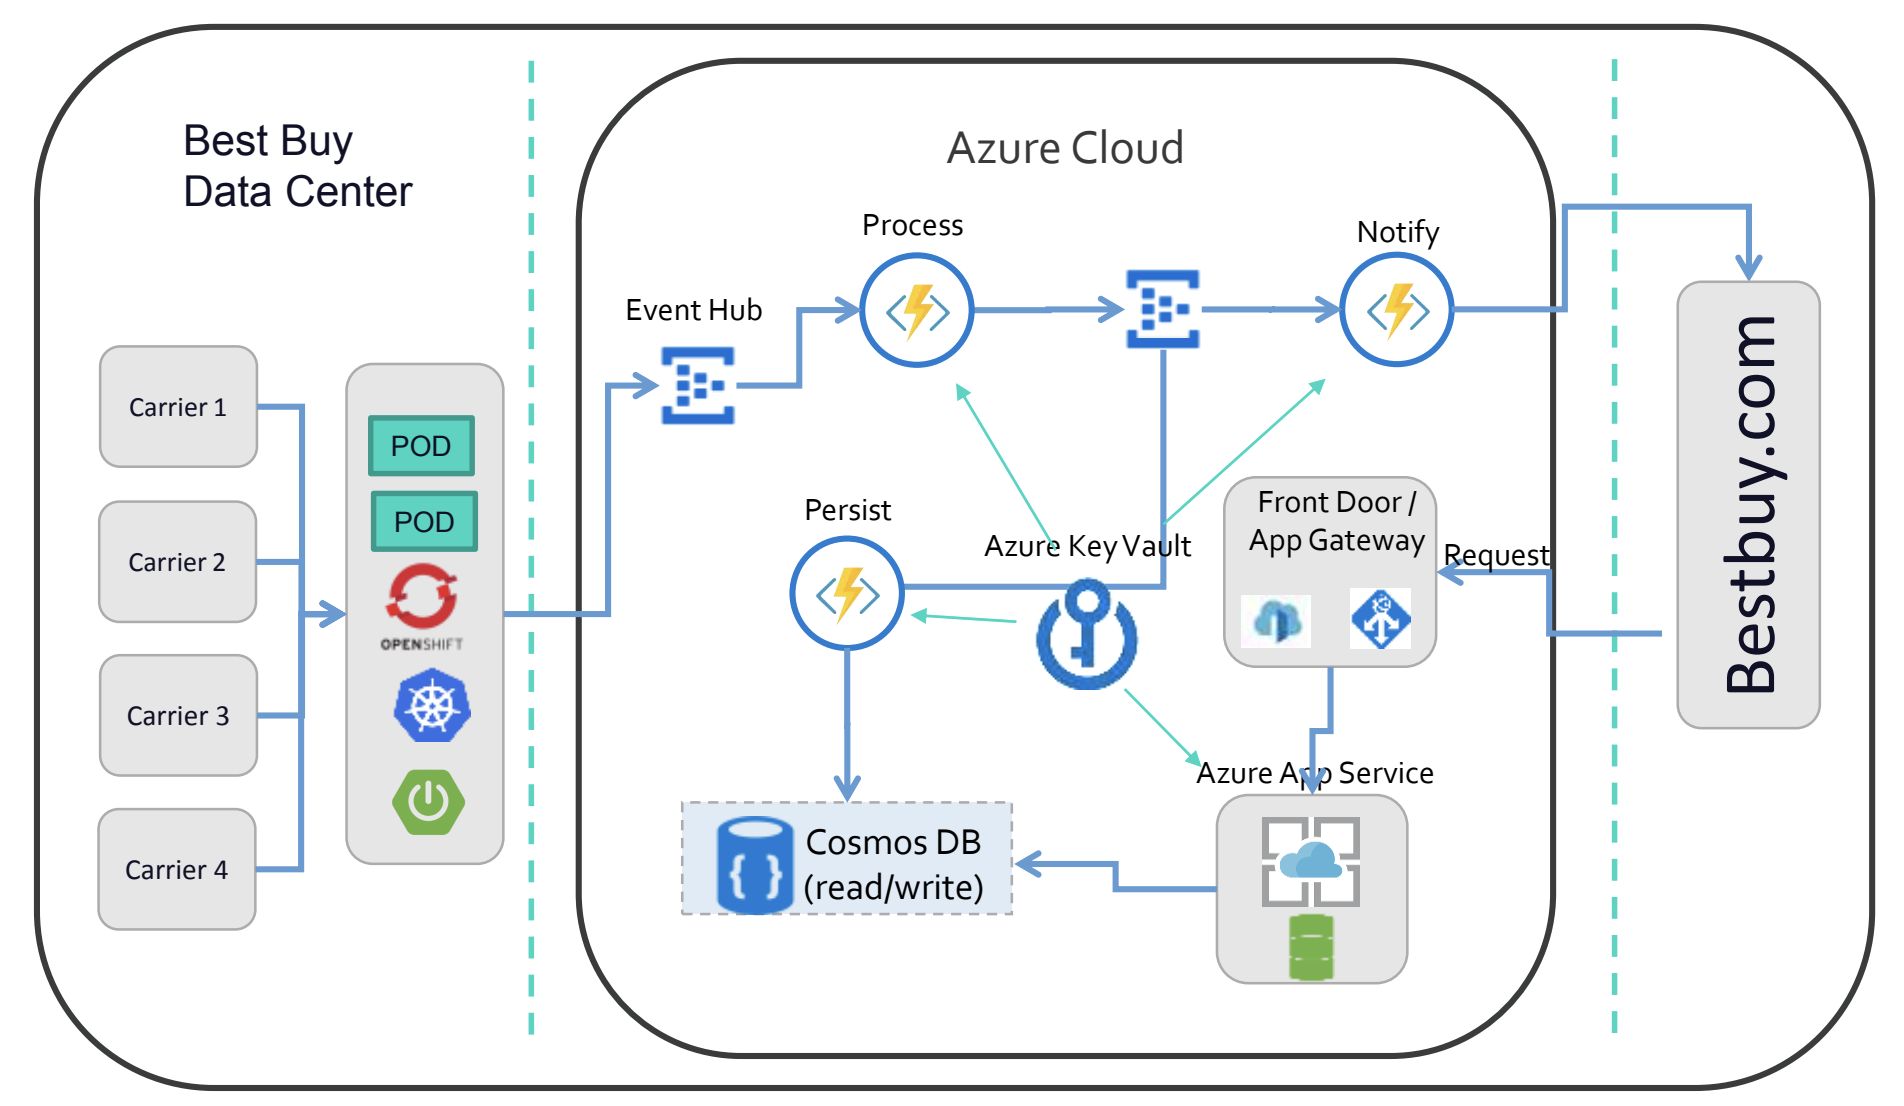 Best Buy
Data Center
Azure Cloud
Process
Notify
Event Hub
Carrier 1
Carrier 2
Carrier 3
Carrier 4
POD
POD
OPENSHIFT
Persist
Azure Key Vault
Front Door /
App Gateway
Request
Bestbuy.com
Azure App Service
Cosmos DB
(read/write)